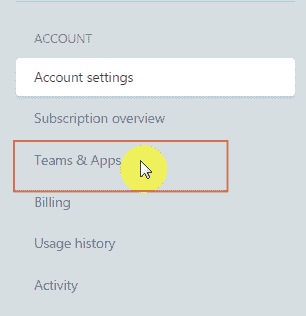 ACCOUNT
Account settings
Subscription overview
Teams & Apps
Billing
Usage history
Activity